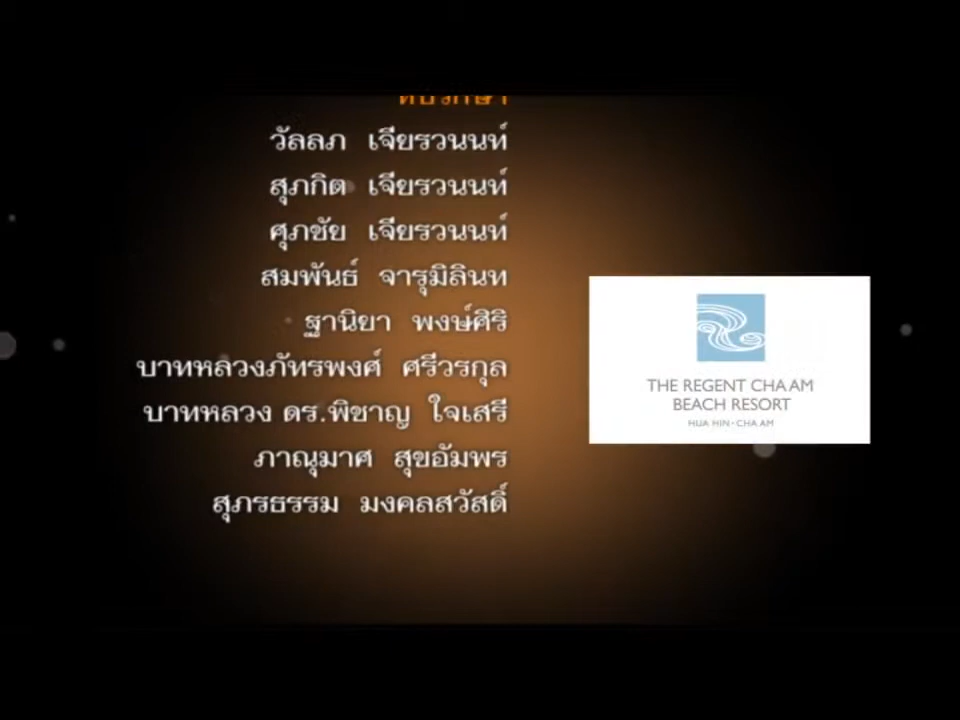 ที่ปรึกษา
วัลลภ เจียรวนนท์
สุภกิต เจียรวนนท์
ศุภชัย เจียรวนนท์
สมพันธ์ จารุมิลินท
ฐานิยา พงษ์ศิริ
บาทหลวงภัทรพงศ์ ศรีวรกุล
บาทหลวง ดร.พิชาญ ใจเสรี
ภาณุมาศ สุขอัมพร
สุภรธรรม มงคลสวัสดิ์
THE REGENT CHA AM
BEACH RESORT
HUA HIN - CHA AM